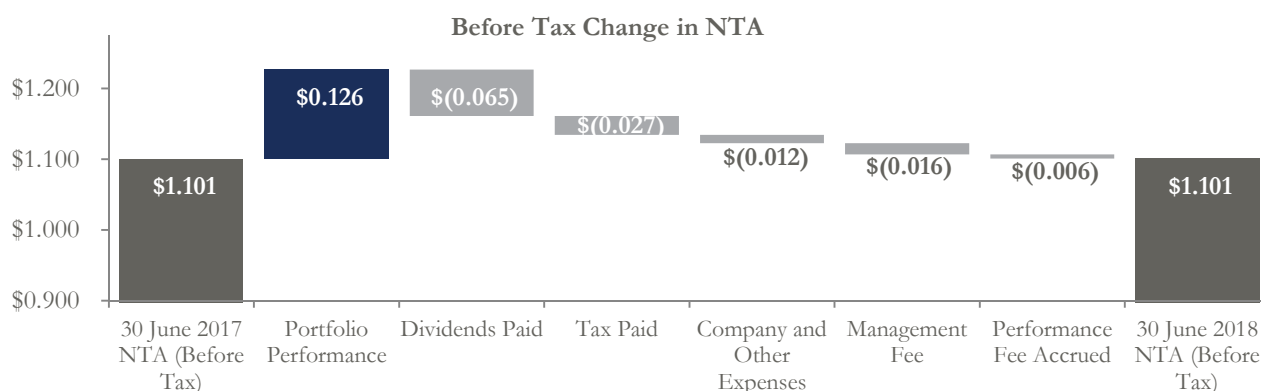 Before Tax Change in NTA
$1.200
$1.100
$1.000
$0.900
$1.101
$0.126
$(0.065)
$(0.027)
$(0.012)
$(0.016)
$(0.006)
$1.101
30 June 2017
NTA (Before
Tax)
Portfolio
Performance
Dividends Paid
Tax Paid
Company and
Other
Expenses
Management
Fee
Performance
Fee Accrued
30 June 2018
NTA (Before
Tax)